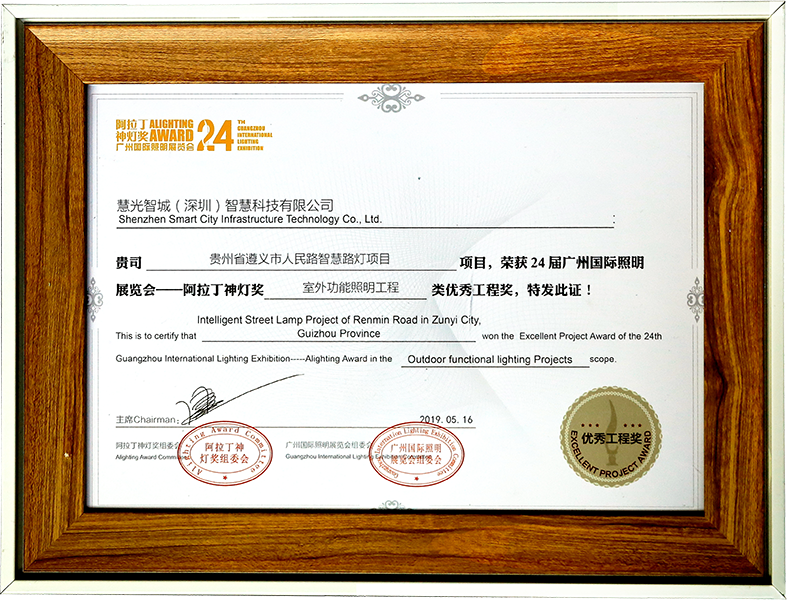 阿拉丁 ALIGHTING
神灯奖 AWARD
广州国际照明展览会
24TH
GUANGZHOU
INTERNATIONAL
LIGHTING
EXHIBITION
慧光智城（深圳）智慧科技有限公司 :
Shenzhen Smart City Infrastructure Technology Co., Ltd.
贵司 贵州省遵义市人民路智慧路灯项目 项目，荣获 24 届广州国际照明
展览会——阿拉丁神灯奖 室外功能照明工程 类优秀工程奖，特发此证！
Intelligent Street Lamp Project of Renmin Road in Zunyi City,
This is to certify that Guizhou Province won the Excellent Project Award of the 24th
Guangzhou International Lighting Exhibition-----Alighting Award in the Outdoor functional lighting Projects scope.
主席Chairman: 2019.05.16
阿拉丁神灯奖组委会 广州国际照明展览会组委会
Alighting Award Committee Guangzhou International Lighting Exhibition Committee
Alighting Award Committee
阿拉丁神
灯奖组委会
Guangzhou International Lighting Exhibition Committee
广州国际照明
展览会组委会
优秀工程奖
EXCELLENT PROJECT AWARD